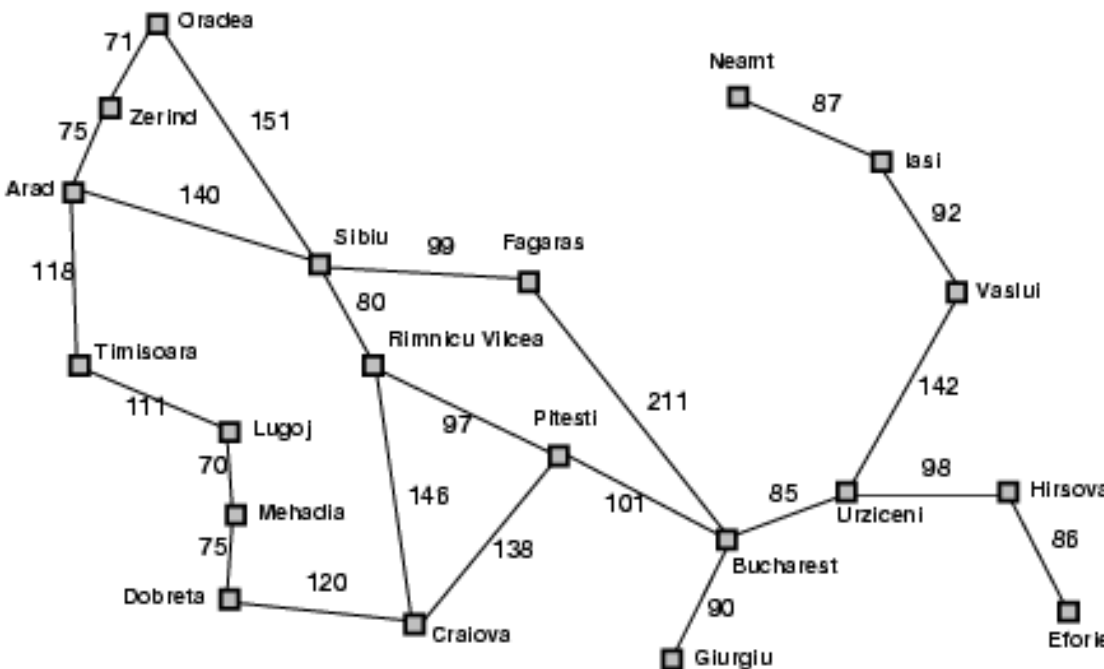 Oradea
71
Neamt
87
Zerind
151
75
Iasi
Arad
140
92
Sibiu
99
Fagaras
118
80
Vaslui
Rimnicu Vilcea
Timisoara
142
111
211
Pitesti
97
Lugoj
70
98
146
101
85
Hirsova
Urziceni
Mehadia
86
75
138
Bucharest
120
Dobreta
90
Craiova
Eforie
Giurgiu